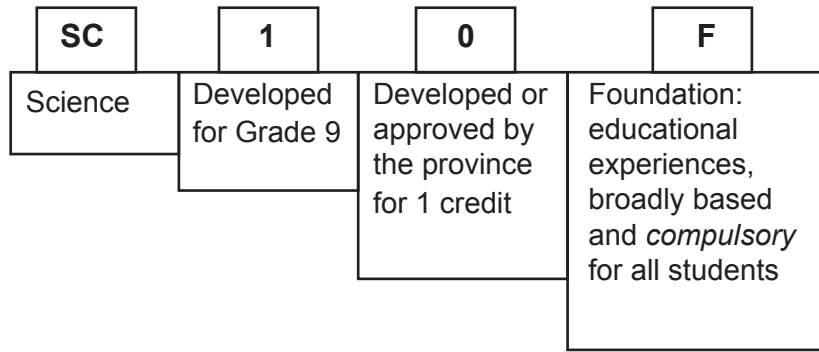 SC 1 0 F
Science
Developed
for Grade 9
Developed or
approved by
the province
for 1 credit
Foundation:
educational
experiences,
broadly based
and compulsory
for all students